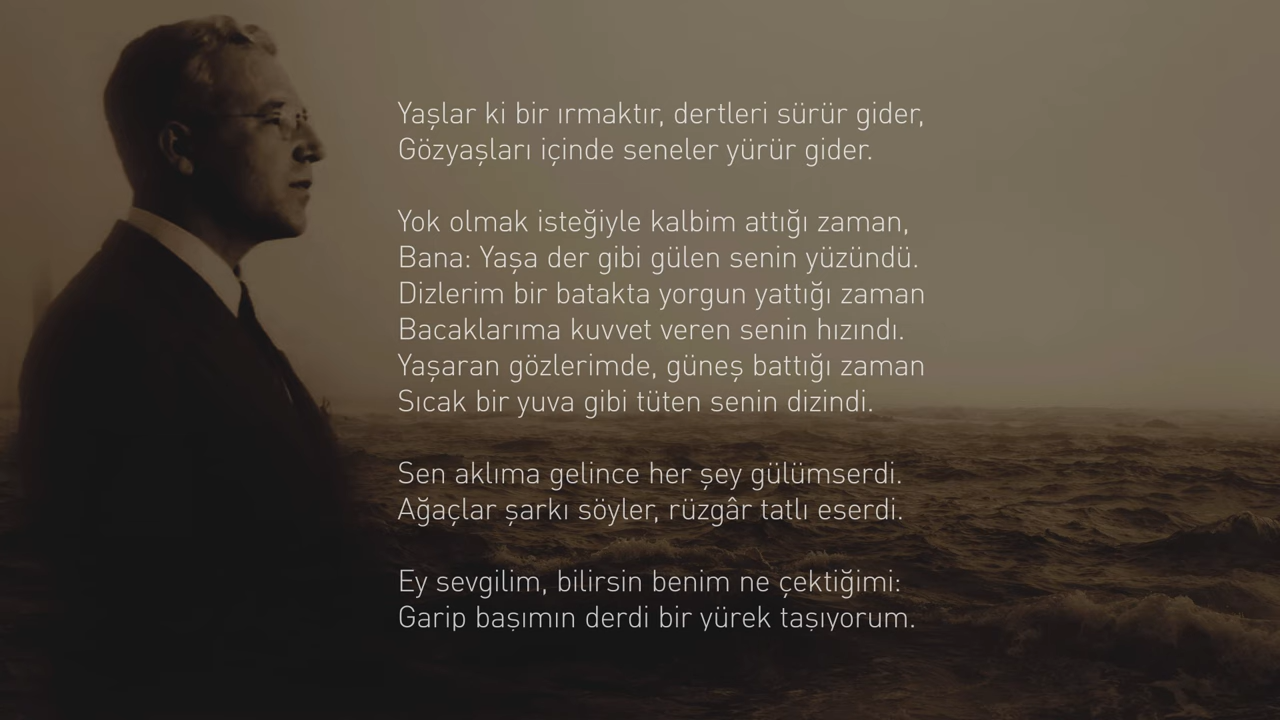 Yaşlar ki bir ırmaktır, dertleri sürür gider,
Gözyaşları içinde seneler yürür gider.
Yok olmak isteğiyle kalbim attığı zaman,
Bana: Yaşa der gibi gülen senin yüzündü.
Dizlerim bir batakta yorgun yattığı zaman
Bacaklarıma kuvvet veren senin hızındı.
Yaşaran gözlerimde, güneş battığı zaman
Sıcak bir yuva gibi tüten senin dizindi.
Sen aklıma gelince her şey gülümserdi.
Ağaçlar şarkı söyler, rüzgâr tatlı eserdi.
Ey sevgilim, bilirsin benim ne çektiğimi:
Garip başımın derdi bir yürek taşıyorum.